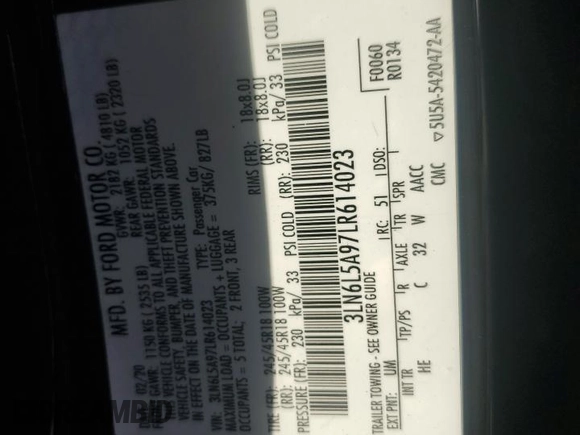 MFD. BY FORD MOTOR CO.
DATE: 02/20 GVWR: 2182 KG ( 4810 LB)
FRONT GAWR: 1150 KG ( 2535 LB) REAR GAWR: 1052 KG ( 2320 LB)
THIS VEHICLE CONFORMS TO ALL APPLICABLE FEDERAL MOTOR
VEHICLE SAFETY, BUMPER, AND THEFT PREVENTION STANDARDS
IN EFFECT ON THE DATE OF MANUFACTURE SHOWN ABOVE.
VIN: 3LN6L5A97LR614023 TYPE: Passenger Car
MAXIMUM LOAD= OCCUPANTS + LUGGAGE = 375KG/ 827LB
OCCUPANTS = 5 TOTAL; 2 FRONT, 3 REAR
TIRE (FR): 245/45R18 100W RIMS (FR): 18x8.0J
(RR): 245/45R18 100W (RR): 18x8.0J
PRESSURE (FR): 230 kPa/ 33 PSI COLD (RR): 230 kPa/ 33 PSI COLD
3LN6L5A97LR614023
F0060
R0134
TRAILER TOWING - SEE OWNER GUIDE
EXT PNT: UM RC: 51 DSO:
INT TR TP/PS R AXLE TR SPR
HE C 32 W AACC
CMC
▽5U5A-5420472-AA